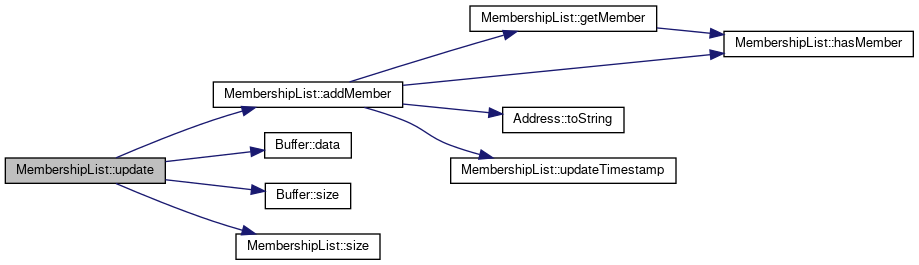 MembershipList::getMember
MembershipList::hasMember
MembershipList::addMember
Address::toString
Buffer::data
MembershipList::update
MembershipList::updateTimestamp
Buffer::size
MembershipList::size